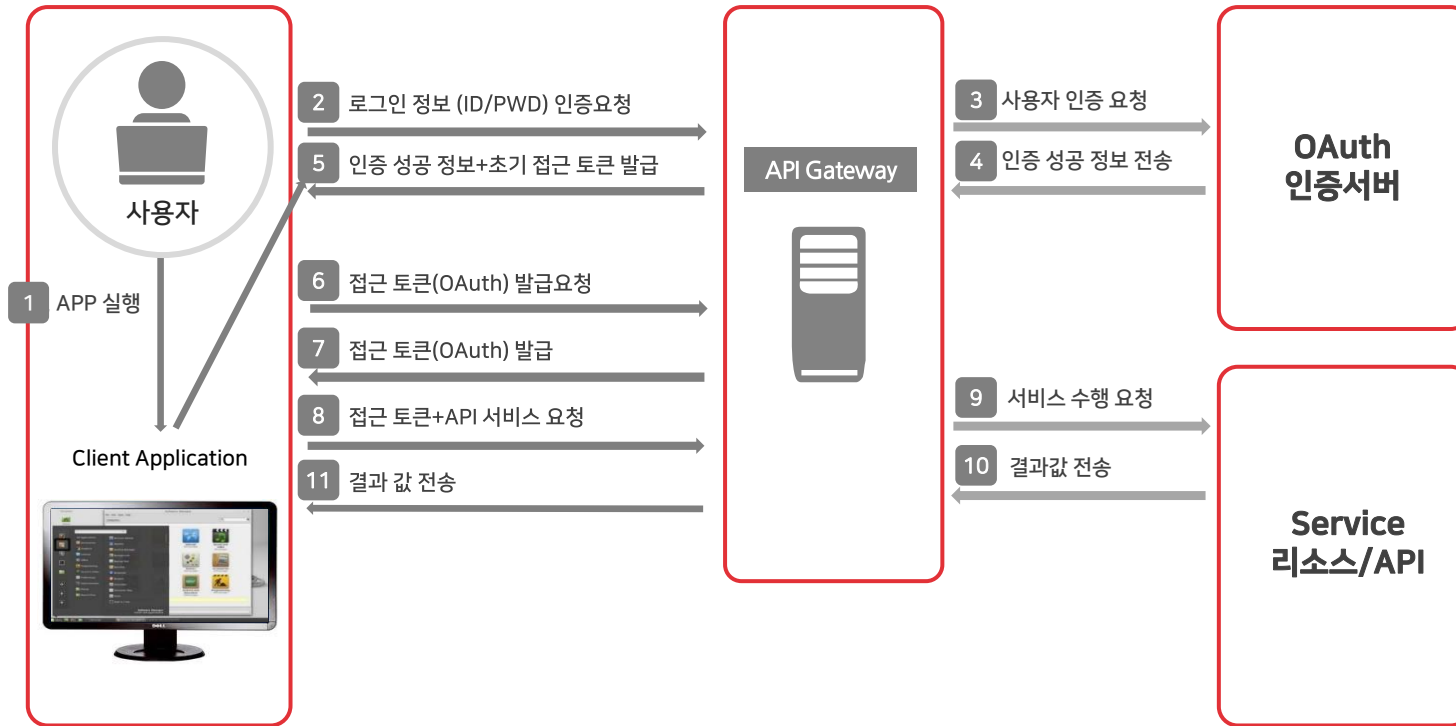 사용자
1 APP 실행
Client Application
DELL
2 로그인 정보 (ID/PWD) 인증요청
5 인증 성공 정보+초기 접근 토큰 발급
6 접근 토큰(OAuth) 발급요청
7 접근 토큰(OAuth) 발급
8 접근 토큰+API 서비스 요청
11 결과 값 전송
API Gateway
3 사용자 인증 요청
4 인증 성공 정보 전송
9 서비스 수행 요청
10 결과값 전송
OAuth
인증서버
Service
리소스/API